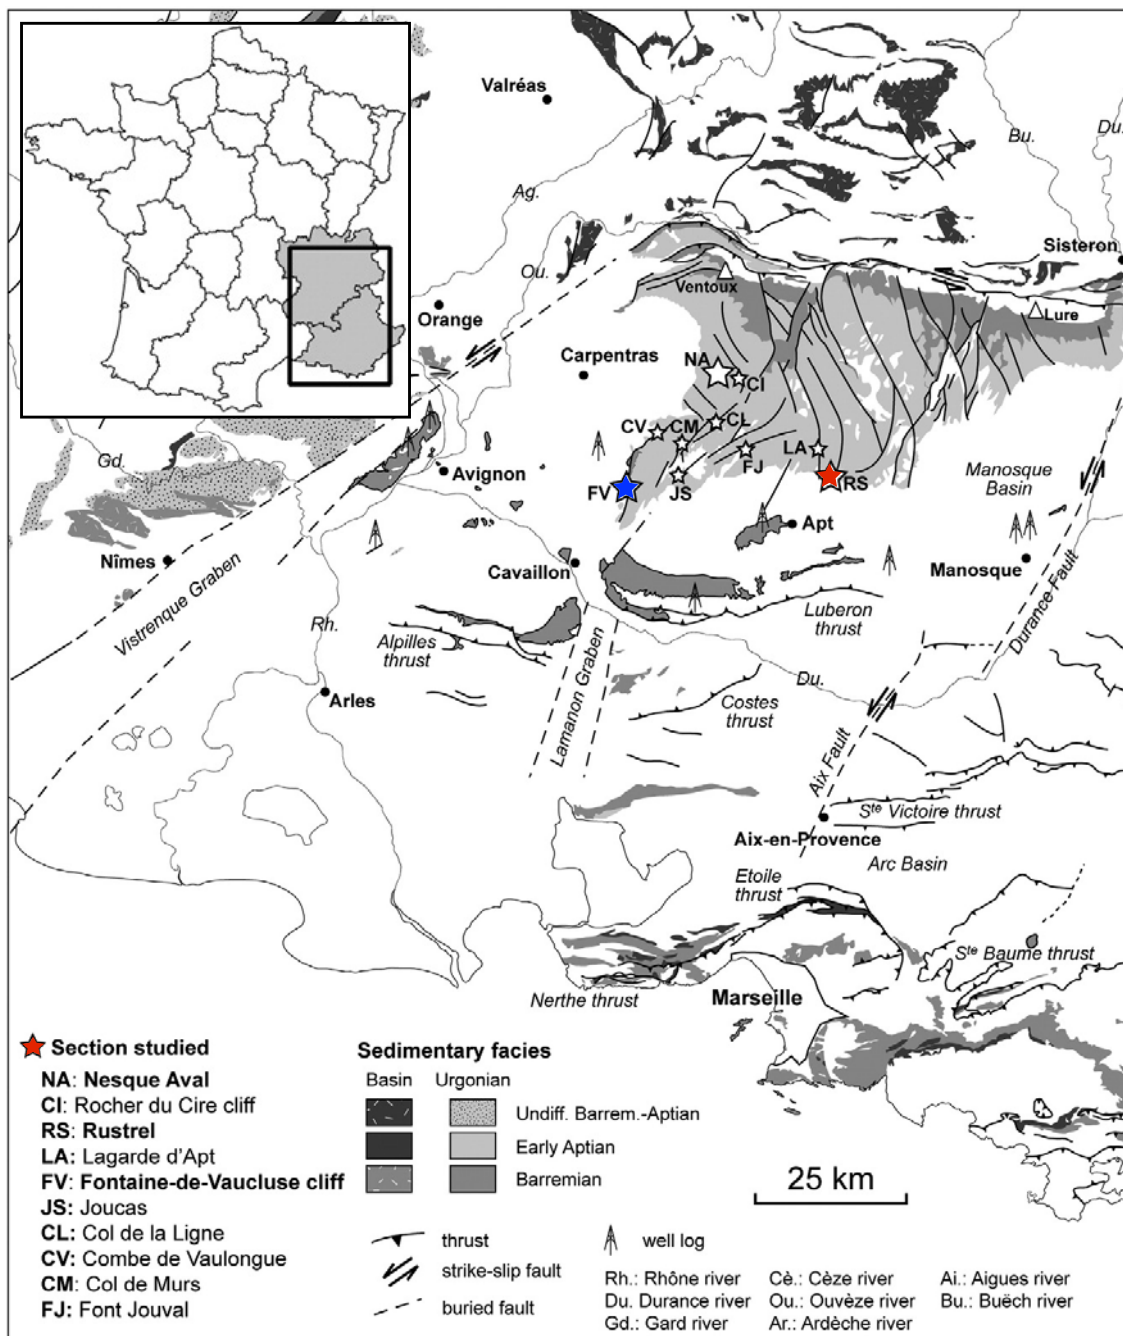 Valréas
Bu.
Du.
Ag.
Sisteron
Ou.
Ventoux
Lure
Orange
Carpentras
NA
CI
CL
CV
CM
Gd.
LA
FJ
Avignon
Manosque
Basin
FV
JS
RS
Apt
Nîmes
Cavaillon
Manosque
Vistrenque Graben
Durance Fault
Luberon
thrust
Rh.
Alpilles
thrust
Lamanon Graben
Du.
Arles
Costes
thrust
Aix Fault
Ste Victoire thrust
Aix-en-Provence
Arc Basin
Etoile
thrust
Ste Baume thrust
Nerthe thrust
Marseille
Section studied
NA: Nesque Aval
CI: Rocher du Cire cliff
RS: Rustrel
LA: Lagarde d'Apt
FV: Fontaine-de-Vaucluse cliff
JS: Joucas
CL: Col de la Ligne
CV: Combe de Vaulongue
CM: Col de Murs
FJ: Font Jouval
Sedimentary facies
Basin Urgonian
Undiff. Barrem.-Aptian
Early Aptian
Barremian
25 km
thrust
strike-slip fault
buried fault
well log
Rh.: Rhône river Cè.: Cèze river Ai.: Aigues river
Du. Durance river Ou.: Ouvèze river Bu.: Buëch river
Gd.: Gard river Ar.: Ardèche river